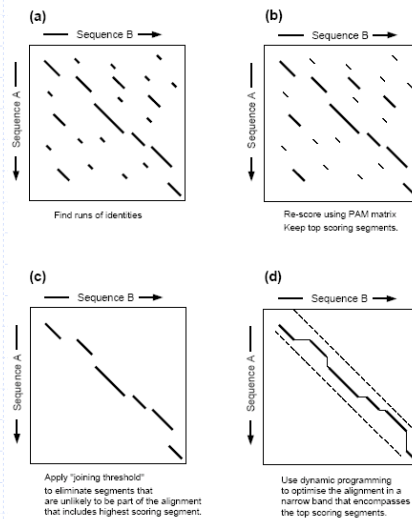 (a)
Sequence B
Sequence A
Find runs of identities
(b)
Sequence B
Sequence A
Re-score using PAM matrix
Keep top scoring segments.
(c)
Sequence B
Sequence A
Apply "joining threshold"
to eliminate segments that
are unlikely to be part of the alignment
that includes highest scoring segment.
(d)
Sequence B
Sequence A
Use dynamic programming
to optimise the alignment in a
narrow band that encompasses
the top scoring segments.